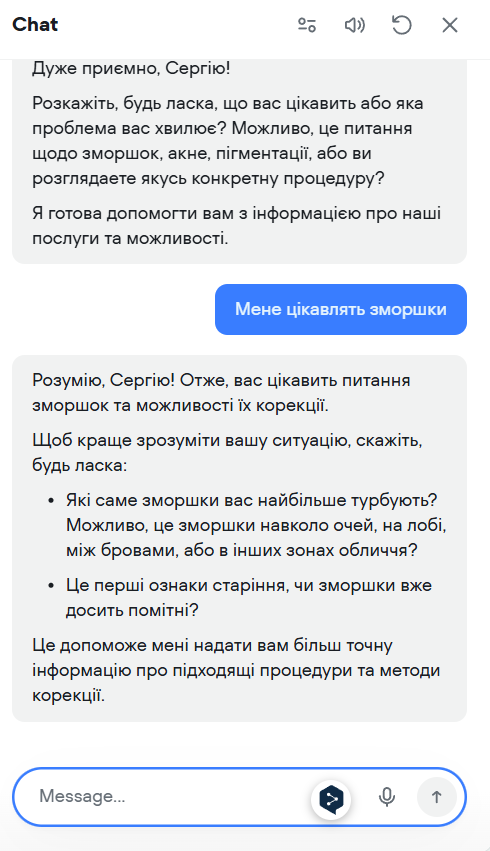 Chat
Дуже приємно, Сергію!
Розкажіть, будь ласка, що вас цікавить або яка
проблема вас хвилює? Можливо, це питання
щодо зморшок, акне, пігментації, або ви
розглядаете якусь конкретну процедуру?
Я готова допомогти вам з інформацією про наші
послуги та можливості.
Мене цікавлять зморшки
Розумію, Сергію! Отже, вас цікавить питання
зморшок та можливості їх корекції.
Щоб краще зрозуміти вашу ситуацію, скажіть,
будь ласка:
• Які саме зморшки вас найбільше турбують?
Можливо, це зморшки навколо очей, на лобі,
між бровами, або в інших зонах обличчя?
• Це перші ознаки старіння, чи зморшки вже
досить помітні?
Це допоможе мені надати вам більш точну
інформацію про підходящі процедури та методи
корекції.
Message...